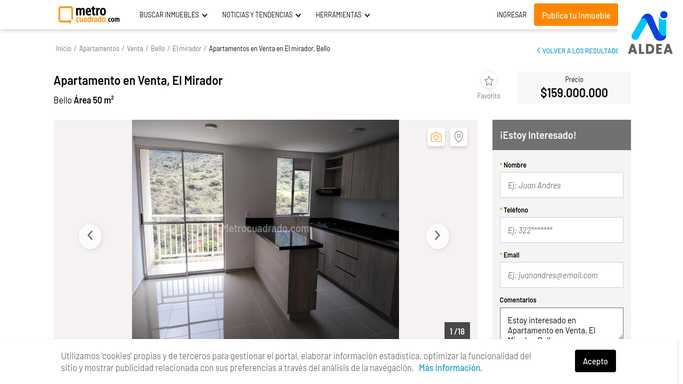 metro
cuadrado.com
BUSCAR INMUEBLES
NOTICIAS Y TENDENCIAS
HERRAMIENTAS
INGRESAR
Publica tu Inmueble
ALDEA
Inicio / Apartamentos / Venta / Bello / El mirador / Apartamentos en Venta en El mirador, Bello
VOLVER A LOS RESULTAD
Apartamento en Venta, El Mirador
Bello Área 50 m²
Favorito
Precio
$159.000.000
Metrocuadrado.com
1 / 18
¡Estoy Interesado!
* Nombre
Ej: Juan Andres
* Teléfono
Ej: 322*******
* Email
Ej: juanandres@email.com
Comentarios
Estoy interesado en
Apartamento en Venta, El
Utilizamos 'cookies' propias y de terceros para gestionar el portal, elaborar información estadística, optimizar la funcionalidad del
sitio y mostrar publicidad relacionada con sus preferencias a través del análisis de la navegación. Más información.
Acepto